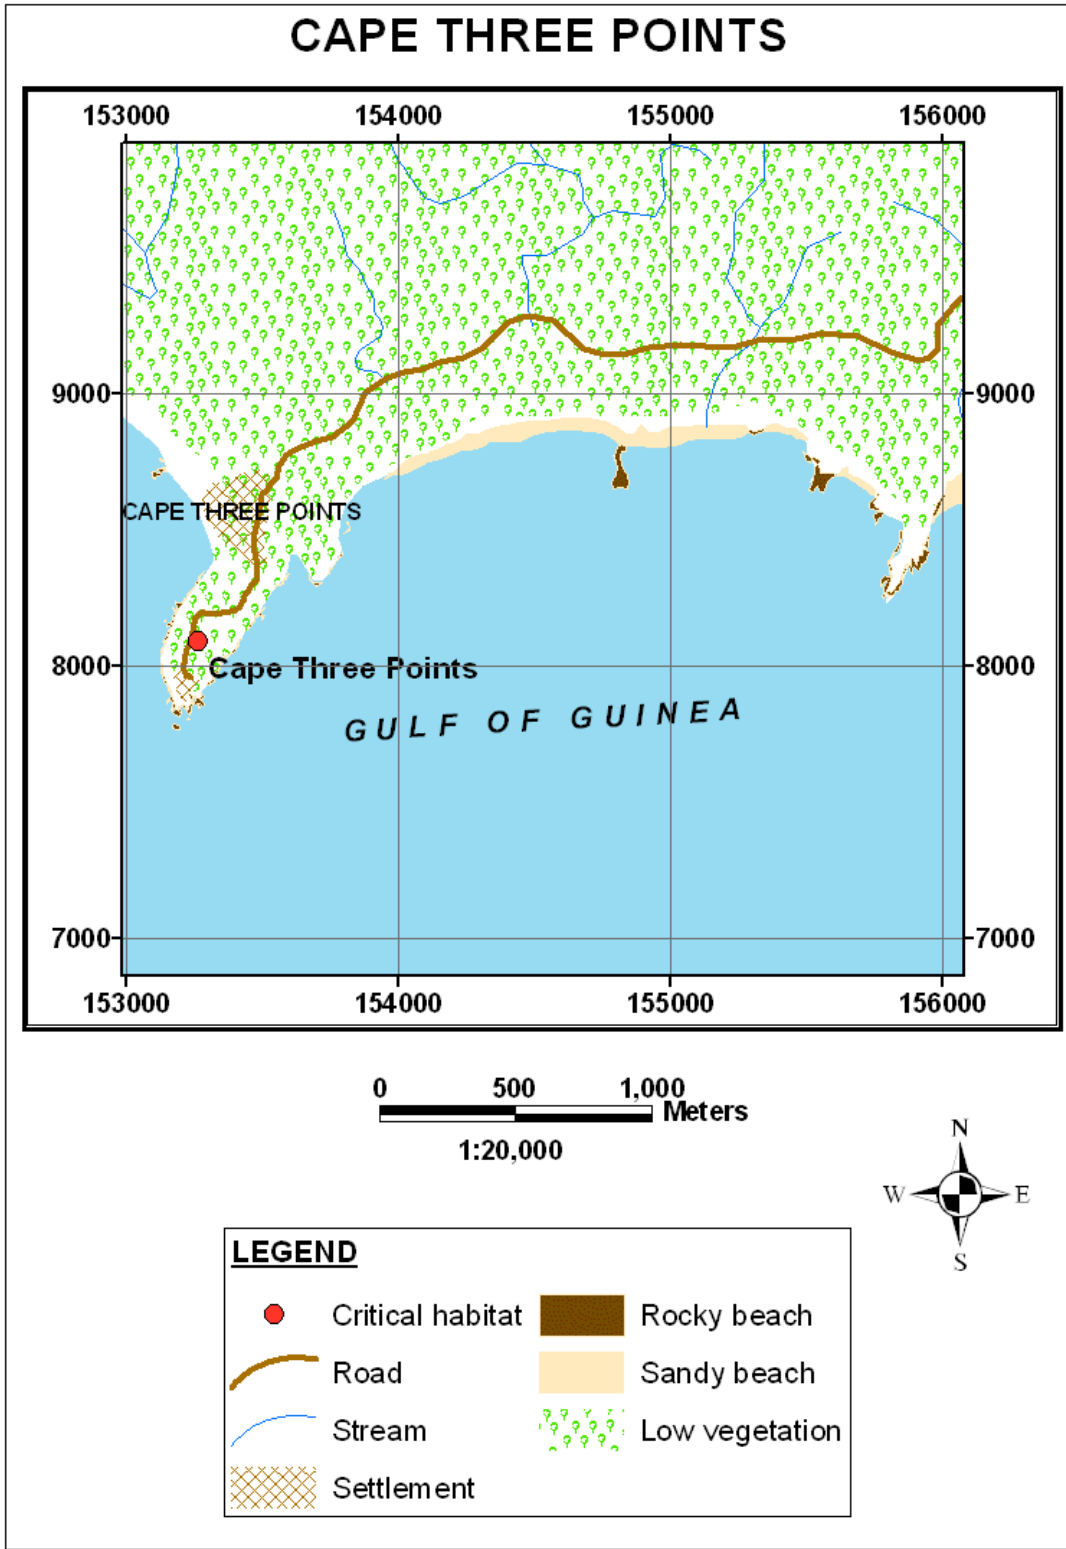 CAPE THREE POINTS
153000 154000 155000 156000
9000 9000
CAPE THREE POINTS
8000 Cape Three Points 8000
GULF OF GUINEA
7000 7000
153000 154000 155000 156000
0 500 1,000
Meters
1:20,000
N
W E
S
LEGEND
Critical habitat Rocky beach
Road Sandy beach
Stream Low vegetation
Settlement